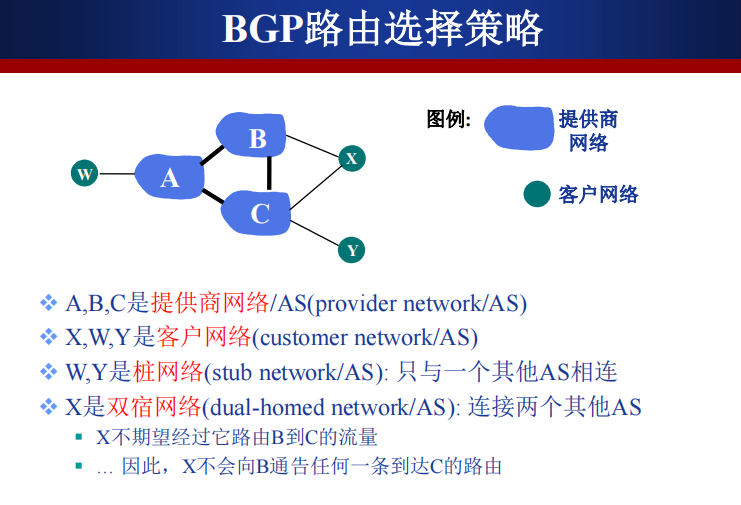 BGP路由选择策略
图例:
提供商
网络
客户网络
W
A
B
C
X
Y
A,B,C是提供商网络/AS(provider network/AS)
X,W,Y是客户网络(customer network/AS)
W,Y是桩网络(stub network/AS): 只与一个其他AS相连
X是双宿网络(dual-homed network/AS): 连接两个其他AS
X不期望经过它路由B到C的流量
... 因此，X不会向B通告任何一条到达C的路由